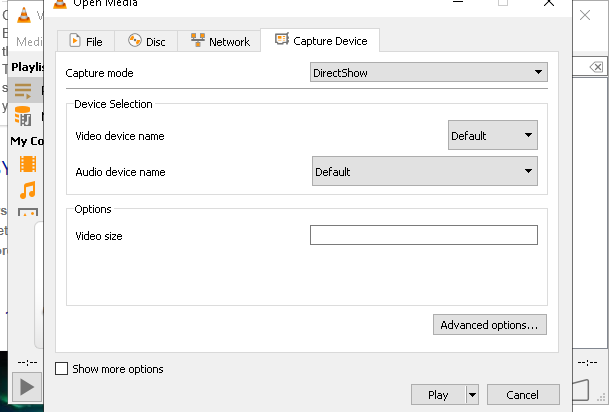 Open Media
Medi
File
Disc
Network
Capture Device
Playlis
Capture mode
DirectShow
Device Selection
Video device name
Default
My Co
Audio device name
Default
Options
Video size
Advanced options...
--:--
--:--
Show more options
Play
Cancel